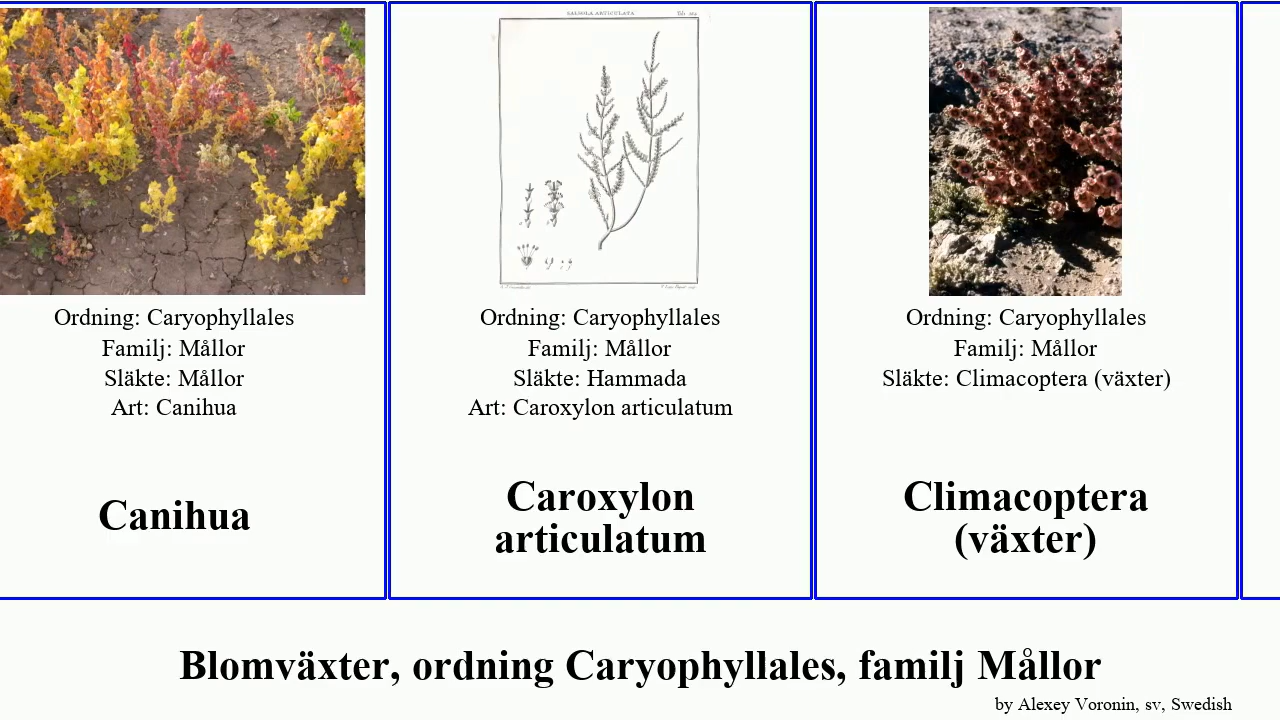 SALSOLA ARTICULATA
Ordning: Caryophyllales
Familj: Mållor
Släkte: Mållor
Art: Canihua
Canihua
Ordning: Caryophyllales
Familj: Mållor
Släkte: Hammada
Art: Caroxylon articulatum
Caroxylon
articulatum
Ordning: Caryophyllales
Familj: Mållor
Släkte: Climacoptera (växter)
Climacoptera
(växter)
Blomväxter, ordning Caryophyllales, familj Mållor
by Alexey Voronin, sv, Swedish